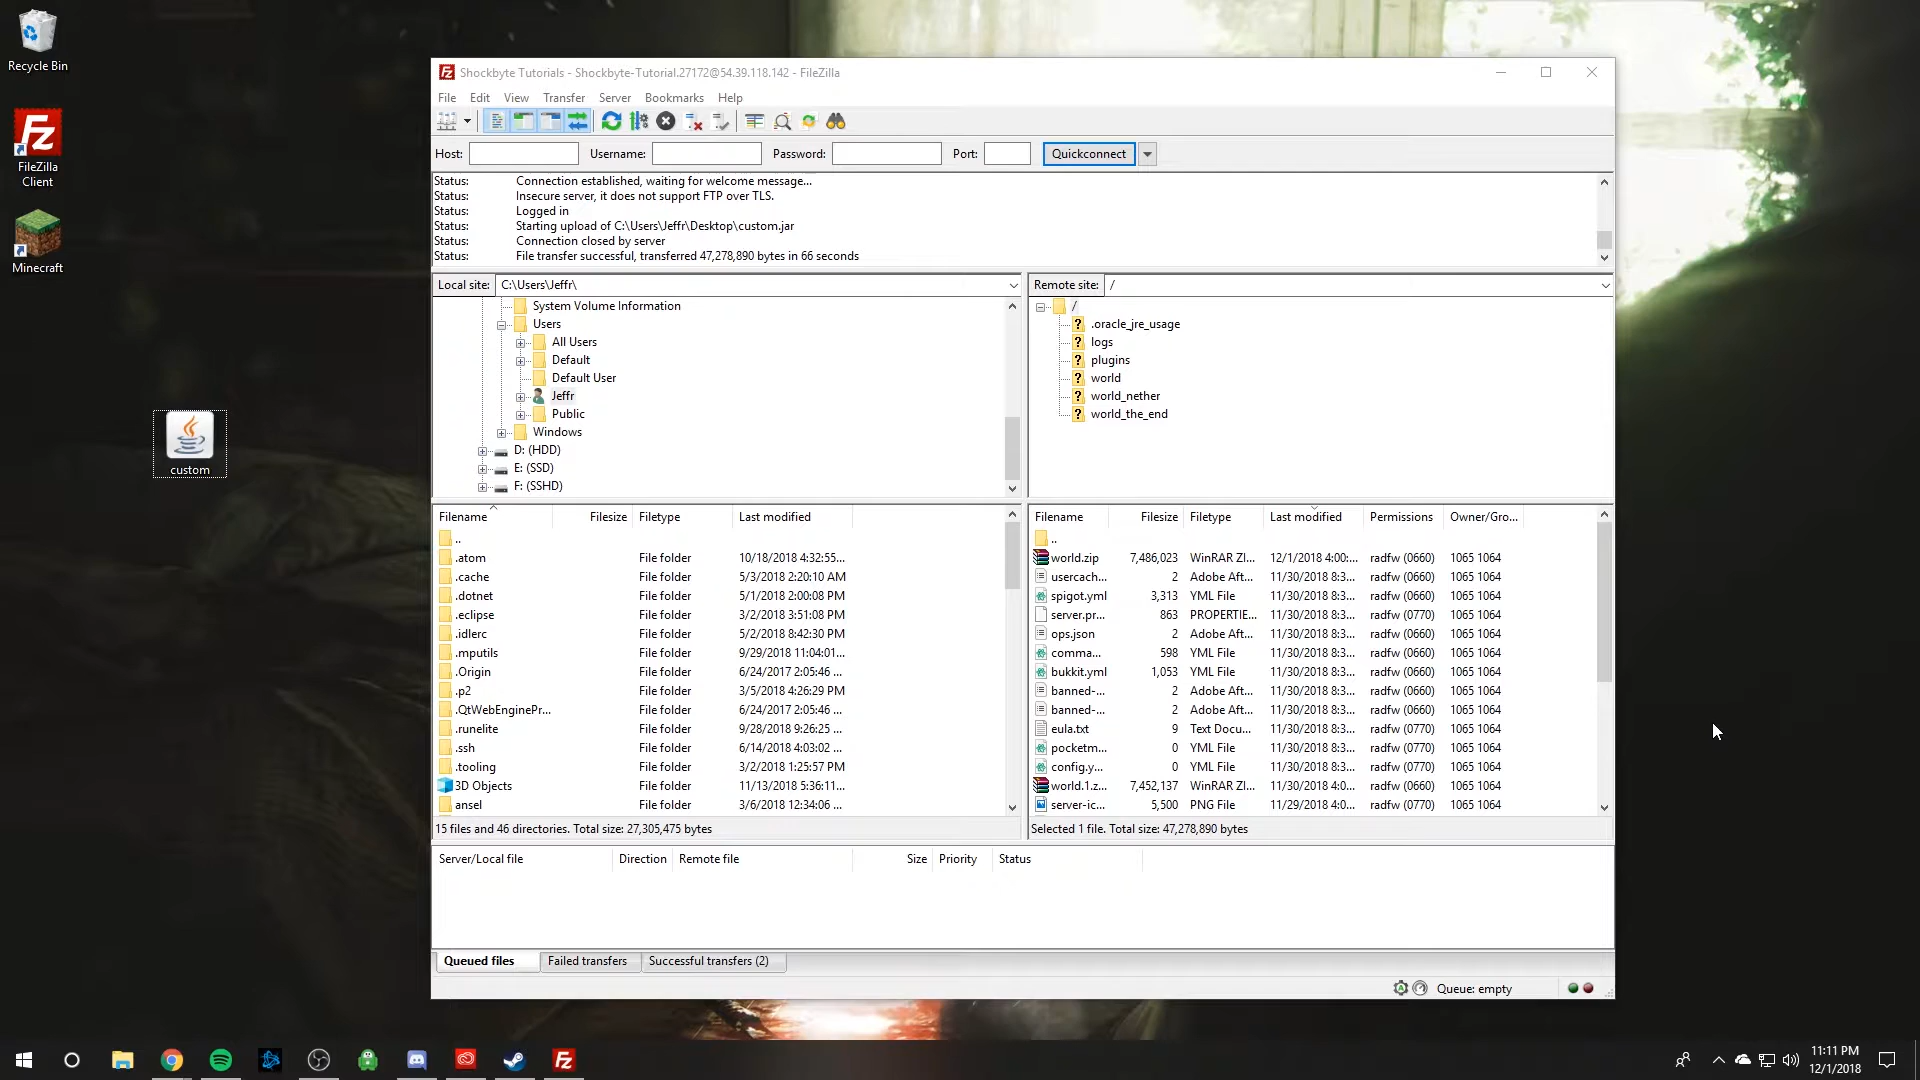 Recycle Bin
FileZilla
Client
Minecraft
custom
Shockbyte Tutorials - Shockbyte-Tutorial.27172@54.39.118.142 - FileZilla
File Edit View Transfer Server Bookmarks Help
Host: Username: Password: Port: Quickconnect
Status: Connection established, waiting for welcome message...
Status: Insecure server, it does not support FTP over TLS.
Status: Logged in
Status: Starting upload of C:\Users\Jeffr\Desktop\custom.jar
Status: Connection closed by server
Status: File transfer successful, transferred 47,278,890 bytes in 66 seconds
Local site: C:\Users\Jeffr\
System Volume Information
Users
All Users
Default
Default User
Jeffr
Public
Windows
D: (HDD)
E: (SSD)
F: (SSHD)
Remote site: /
/
.oracle_jre_usage
logs
plugins
world
world_nether
world_the_end
Filename Filesize Filetype Last modified
..
.atom File folder 10/18/2018 4:32:55...
.cache File folder 5/3/2018 2:20:10 AM
.dotnet File folder 5/1/2018 2:00:08 PM
.eclipse File folder 3/2/2018 3:51:08 PM
.idlerc File folder 5/2/2018 8:42:30 PM
.mputils File folder 9/29/2018 11:04:01...
.Origin File folder 6/24/2017 2:05:46 ...
.p2 File folder 3/5/2018 4:26:29 PM
.QtWebEnginePr... File folder 6/24/2017 2:05:46 ...
.runelite File folder 9/28/2018 9:26:25 ...
.ssh File folder 6/14/2018 4:03:02 ...
.tooling File folder 3/2/2018 1:25:57 PM
3D Objects File folder 11/13/2018 5:36:11...
ansel File folder 3/6/2018 12:34:06 ...
15 files and 46 directories. Total size: 27,305,475 bytes
Filename Filesize Filetype Last modified Permissions Owner/Gro...
..
world.zip 7,486,023 WinRAR ZI... 12/1/2018 4:00:... radfw (0660) 1065 1064
usercach... 2 Adobe Aft... 11/30/2018 8:3... radfw (0660) 1065 1064
spigot.yml 3,313 YML File 11/30/2018 8:3... radfw (0660) 1065 1064
server.pr... 863 PROPERTIE... 11/30/2018 8:3... radfw (0770) 1065 1064
ops.json 2 Adobe Aft... 11/30/2018 8:3... radfw (0660) 1065 1064
comma... 598 YML File 11/30/2018 8:3... radfw (0660) 1065 1064
bukkit.yml 1,053 YML File 11/30/2018 8:3... radfw (0660) 1065 1064
banned-... 2 Adobe Aft... 11/30/2018 8:3... radfw (0660) 1065 1064
banned-... 2 Adobe Aft... 11/30/2018 8:3... radfw (0660) 1065 1064
eula.txt 9 Text Docu... 11/30/2018 8:3... radfw (0770) 1065 1064
pocketm... 0 YML File 11/30/2018 8:3... radfw (0770) 1065 1064
config.y... 0 YML File 11/30/2018 8:3... radfw (0770) 1065 1064
world.1.z... 7,452,137 WinRAR ZI... 11/30/2018 4:0... radfw (0660) 1065 1064
server-ic... 5,500 PNG File 11/29/2018 4:0... radfw (0770) 1065 1064
Selected 1 file. Total size: 47,278,890 bytes
Server/Local file Direction Remote file Size Priority Status
Queued files Failed transfers Successful transfers (2)
Queue: empty
11:11 PM
12/1/2018